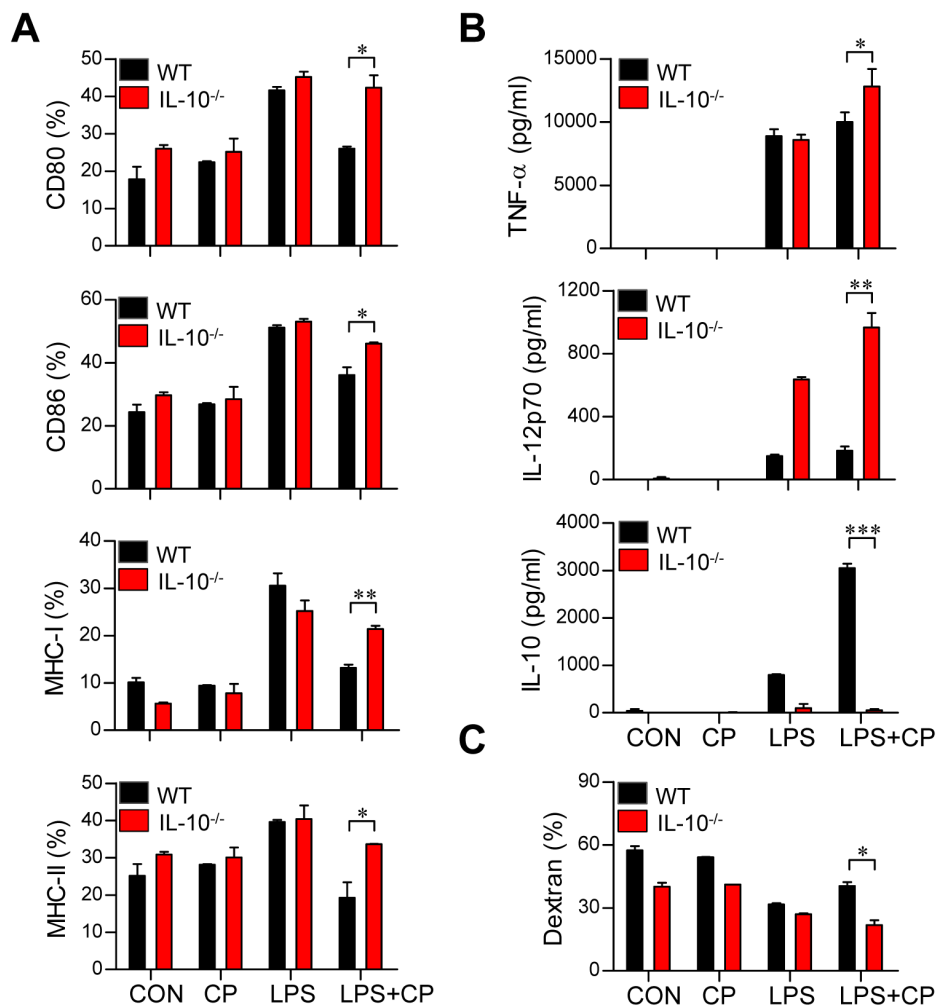 A
50
40
30
20
10
0
CD80 (%)
WT
IL-10-/-
*
60
40
20
0
CD86 (%)
WT
IL-10-/-
*
40
30
20
10
0
MHC-I (%)
WT
IL-10-/-
**
50
40
30
20
10
0
MHC-II (%)
WT
IL-10-/-
*
CON CP LPS LPS+CP
B
15000
10000
5000
0
TNF-α (pg/ml)
WT
IL-10-/-
*
1200
800
400
0
IL-12p70 (pg/ml)
WT
IL-10-/-
**
4000
3000
2000
1000
0
IL-10 (pg/ml)
WT
IL-10-/-
***
CON CP LPS LPS+CP
C
90
60
30
0
Dextran (%)
WT
IL-10-/-
*
CON CP LPS LPS+CP